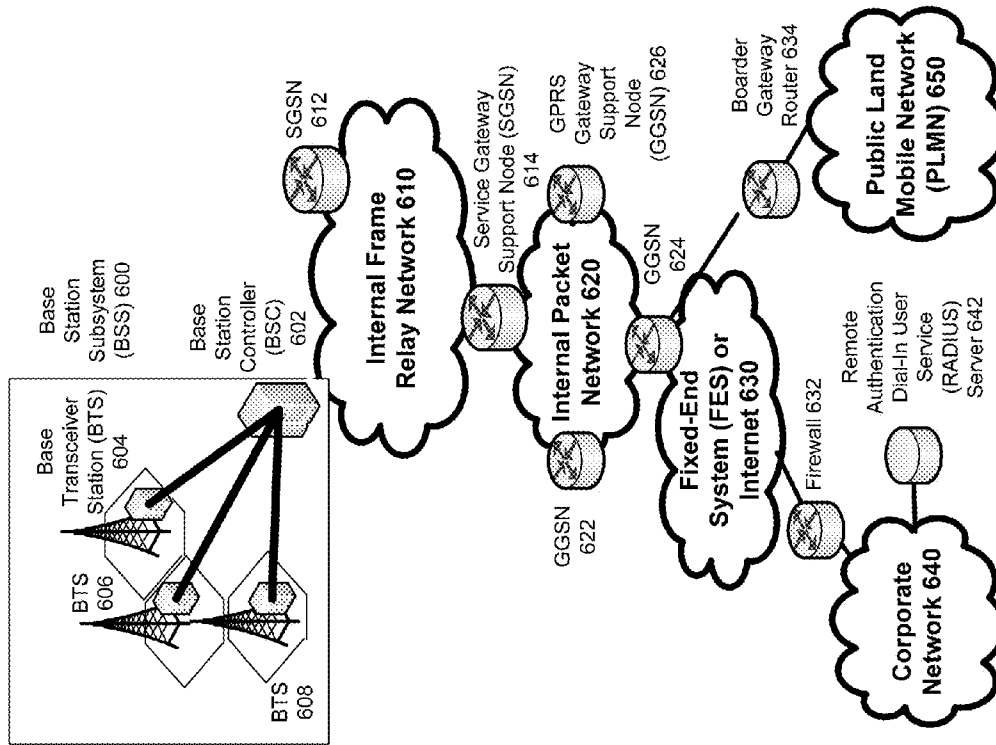 Base
Station
Subsystem
(BSS) 600
Base
Transceiver
Station (BTS)
604
BTS
606
BTS
608
Base
Station
Controller
(BSC)
602
SGSN
612
Internal Frame
Relay Network 610
Service Gateway
Support Node (SGSN)
614
GPRS
Gateway
Support
Node
(GGSN) 626
Internal Packet
Network 620
GGSN
622
GGSN
624
Boarder
Gateway
Router 634
Fixed-End
System (FES) or
Internet 630
Public Land
Mobile Network
(PLMN) 650
Firewall 632
Remote
Authentication
Dial-In User
Service
(RADIUS)
Server 642
Corporate
Network 640